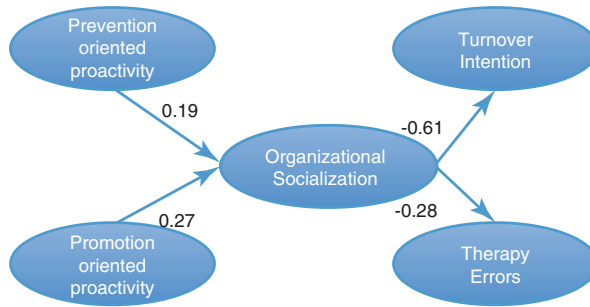 Prevention
oriented
proactivity
Turnover
Intention
0.19
-0.61
Organizational
Socialization
0.27
-0.28
Promotion
oriented
proactivity
Therapy
Errors